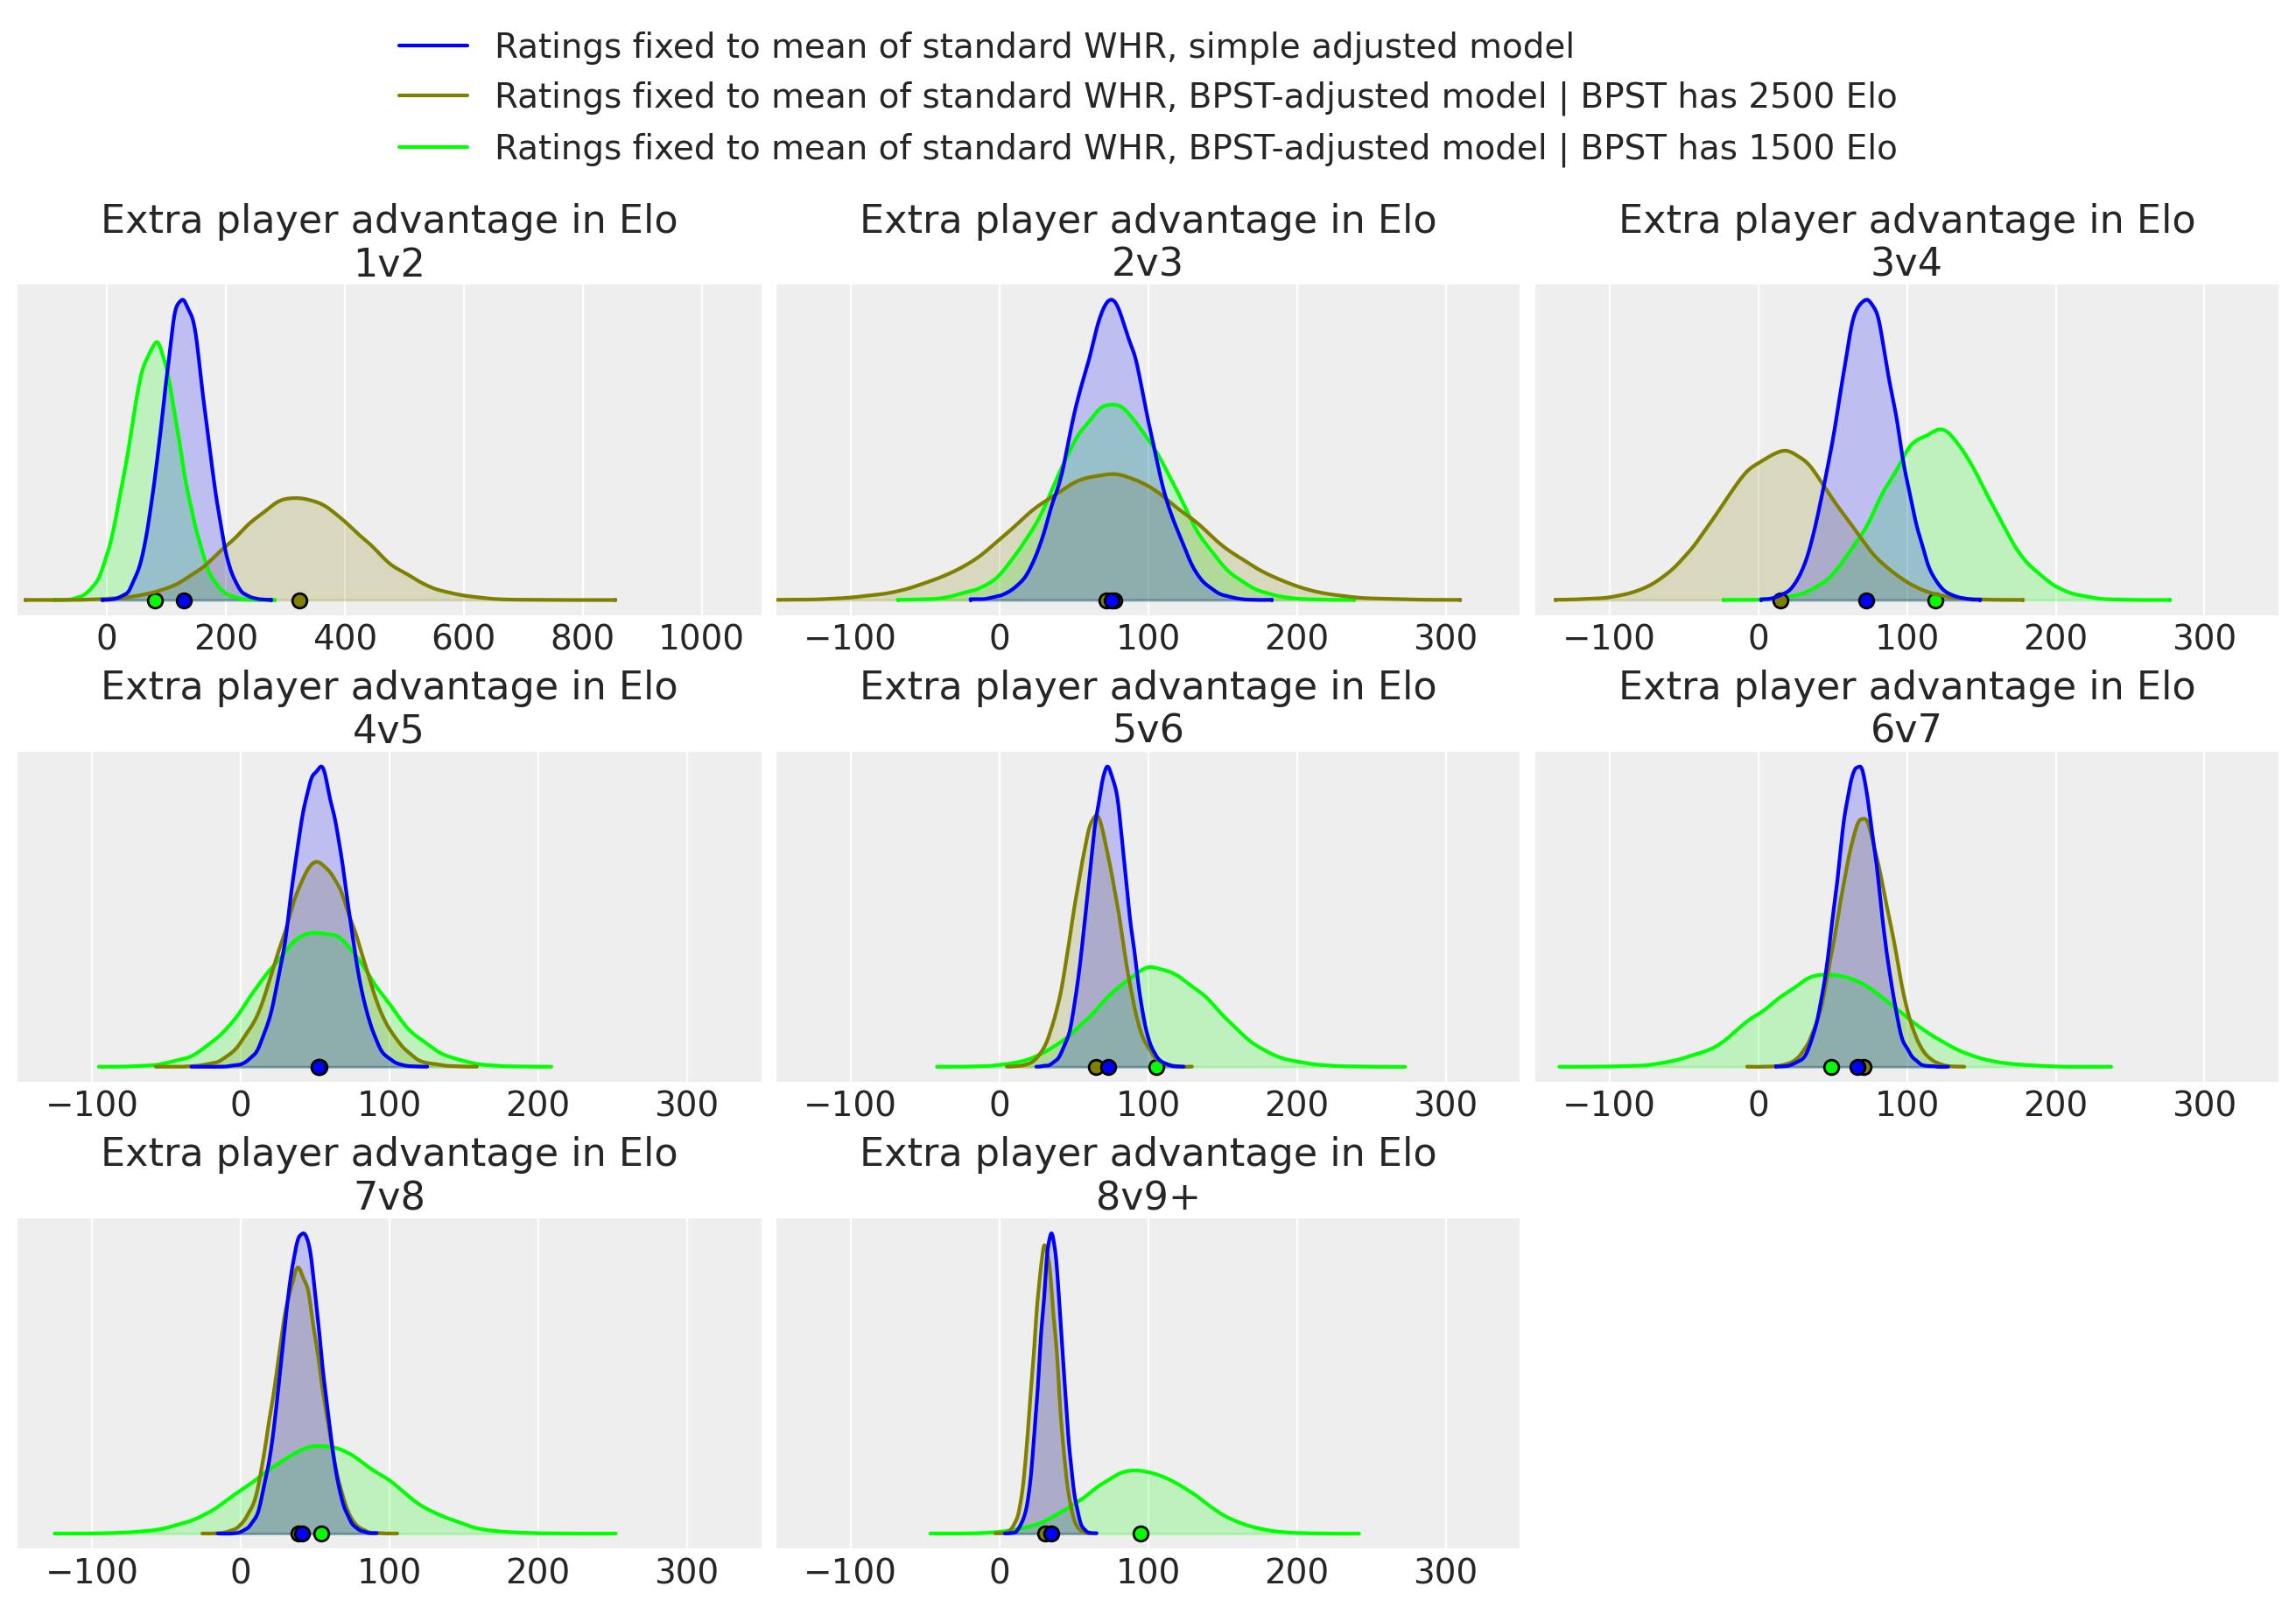 Ratings fixed to mean of standard WHR, simple adjusted model
Ratings fixed to mean of standard WHR, BPST-adjusted model | BPST has 2500 Elo
Ratings fixed to mean of standard WHR, BPST-adjusted model | BPST has 1500 Elo
Extra player advantage in Elo
1v2
0 200 400 600 800 1000
Extra player advantage in Elo
2v3
−100 0 100 200 300
Extra player advantage in Elo
3v4
−100 0 100 200 300
Extra player advantage in Elo
4v5
−100 0 100 200 300
Extra player advantage in Elo
5v6
−100 0 100 200 300
Extra player advantage in Elo
6v7
−100 0 100 200 300
Extra player advantage in Elo
7v8
−100 0 100 200 300
Extra player advantage in Elo
8v9+
−100 0 100 200 300